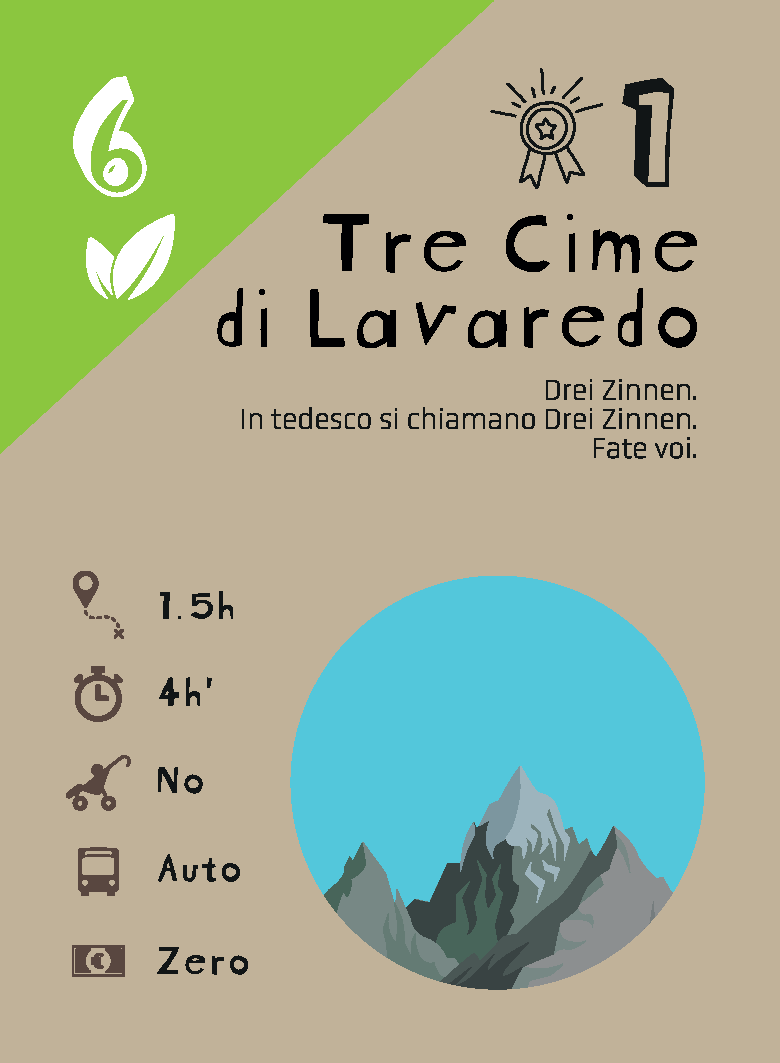 6
1
Tre Cime
di Lavaredo
Drei Zinnen.
In tedesco si chiamano Drei Zinnen.
Fate voi.
1.5h
4h'
No
Auto
Zero